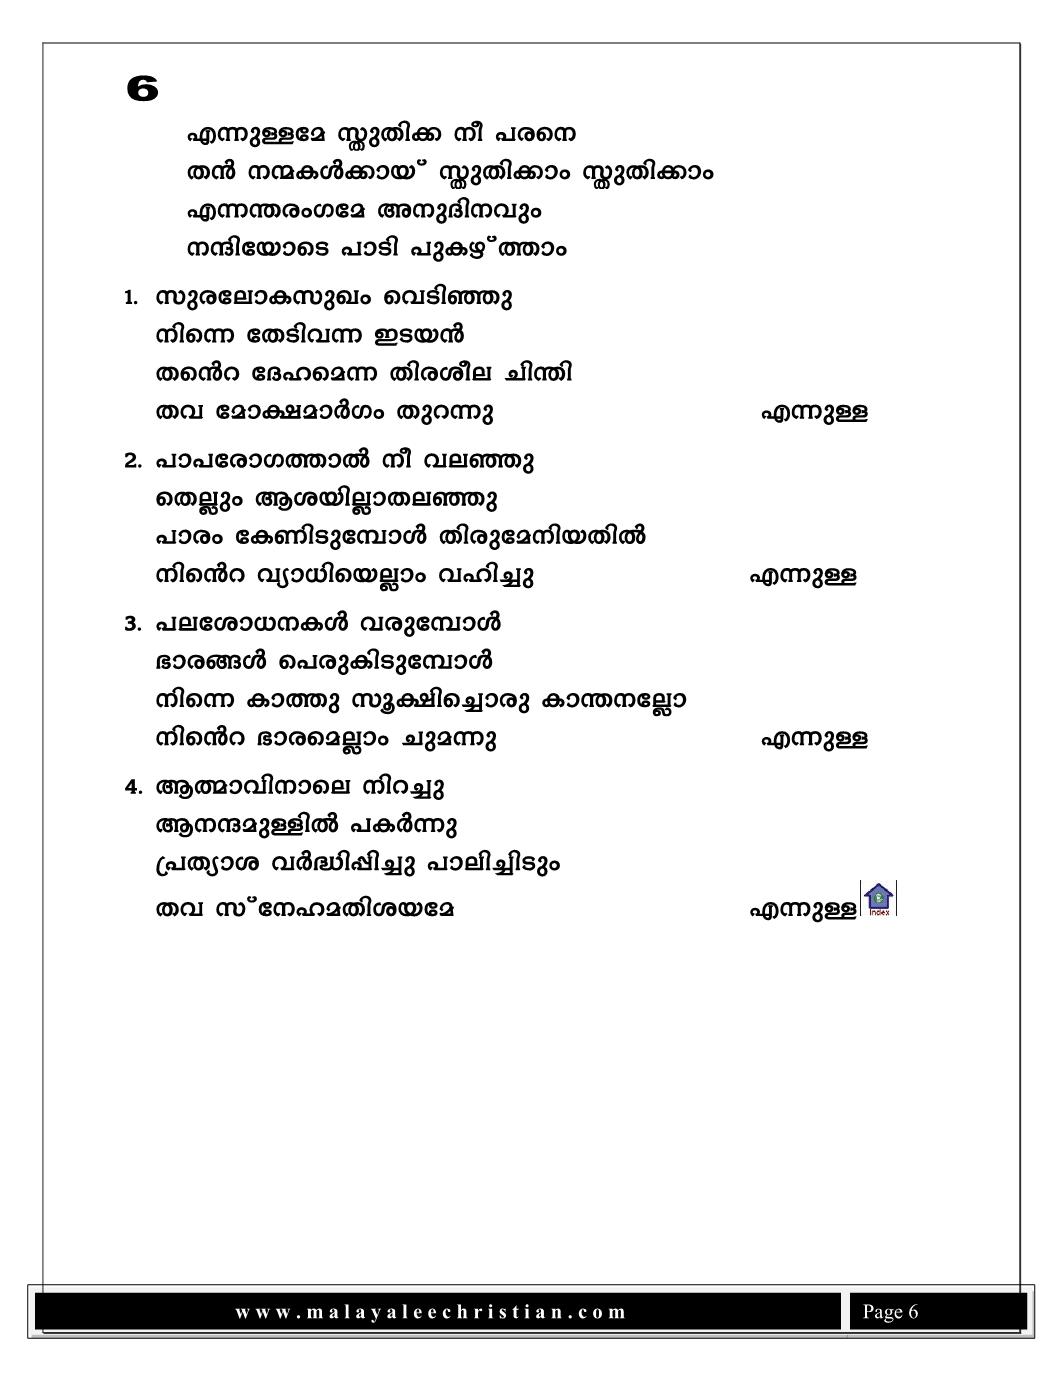 6
എന്നുള്ളമേ സ്തുതിക്ക നീ പരനെ
തൻ നന്മകൾക്കായ് സ്തുതിക്കാം സ്തുതിക്കാം
എന്നന്തരംഗമേ അനുദിനവും
നന്ദിയോടെ പാടി പുകഴ്ത്താം
1. സുരലോകസുഖം വെടിഞ്ഞു
നിന്നെ തേടിവന്ന ഇടയൻ
തൻെറ ദേഹമെന്ന തിരശീല ചിന്തി
തവ മോക്ഷമാർഗം തുറന്നു എന്നുള്ള
2. പാപരോഗത്താൽ നീ വലഞ്ഞു
തെല്ലും ആശയില്ലാതലഞ്ഞു
പാരം കേണിടുമ്പോൾ തിരുമേനിയതിൽ
നിൻെറ വ്യാധിയെല്ലാം വഹിച്ചു എന്നുള്ള
3. പലശോധനകൾ വരുമ്പോൾ
ഭാരങ്ങൾ പെരുകിടുമ്പോൾ
നിന്നെ കാത്തു സൂക്ഷിച്ചൊരു കാന്തനല്ലോ
നിൻെറ ഭാരമെല്ലാം ചുമന്നു എന്നുള്ള
4. ആത്മാവിനാലെ നിറച്ചു
ആനന്ദമുള്ളിൽ പകർന്നു
പ്രത്യാശ വർദ്ധിപ്പിച്ചു പാലിച്ചിടും
തവ സ്നേഹമതിശയമേ എന്നുള്ള Index
www.malayaleechristian.com Page 6